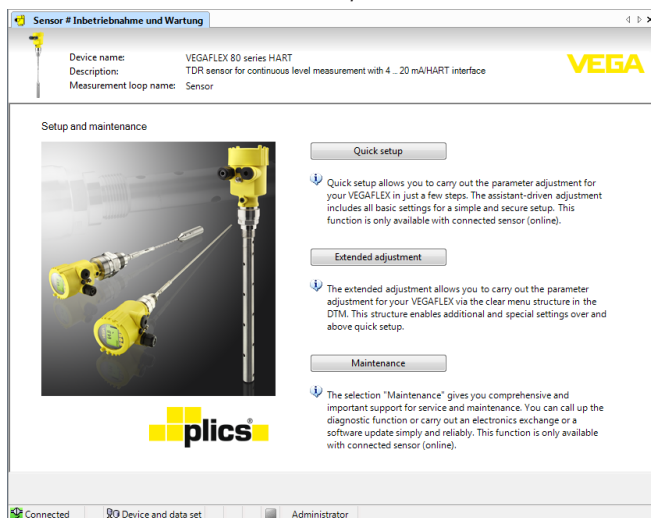 Sensor # Inbetriebnahme und Wartung
Device name: VEGAFLEX 80 series HART
Description: TDR sensor for continuous level measurement with 4 ... 20 mA/HART interface
Measurement loop name: Sensor
VEGA
Setup and maintenance
Quick setup
Quick setup allows you to carry out the parameter adjustment for
your VEGAFLEX in just a few steps. The assistant-driven adjustment
includes all basic settings for a simple and secure setup. This
function is only available with connected sensor (online).
Extended adjustment
The extended adjustment allows you to carry out the parameter
adjustment for your VEGAFLEX via the clear menu structure in the
DTM. This structure enables additional and special settings over and
above quick setup.
Maintenance
The selection "Maintenance" gives you comprehensive and
important support for service and maintenance. You can call up the
diagnostic function or carry out an electronics exchange or a
software update simply and reliably. This function is only available
with connected sensor (online).
plics®
Connected Device and data set Administrator